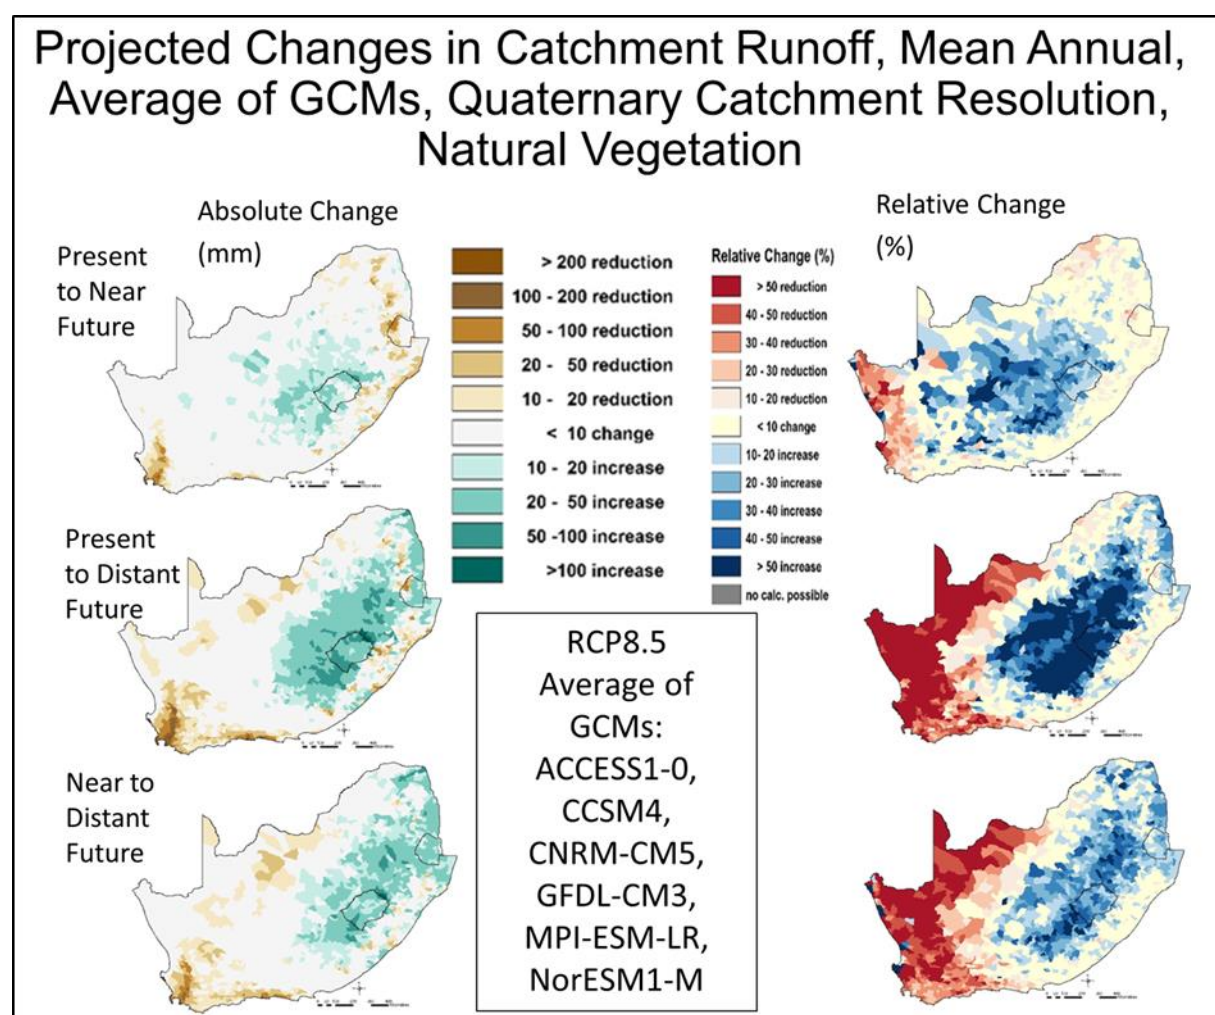 Projected Changes in Catchment Runoff, Mean Annual,
Average of GCMs, Quaternary Catchment Resolution,
Natural Vegetation
Absolute Change
(mm)
Relative Change
(%)
Present
to Near
Future
> 200 reduction
100 - 200 reduction
50 - 100 reduction
20 - 50 reduction
10 - 20 reduction
< 10 change
10 - 20 increase
20 - 50 increase
50 -100 increase
>100 increase
Relative Change (%)
> 50 reduction
40 - 50 reduction
30 - 40 reduction
20 - 30 reduction
10 - 20 reduction
< 10 change
10- 20 increase
20 - 30 increase
30 - 40 increase
40 - 50 increase
> 50 increase
no calc. possible
Present
to Distant
Future
RCP8.5
Average of
GCMs:
ACCESS1-0,
CCSM4,
CNRM-CM5,
GFDL-CM3,
MPI-ESM-LR,
NorESM1-M
Near to
Distant
Future